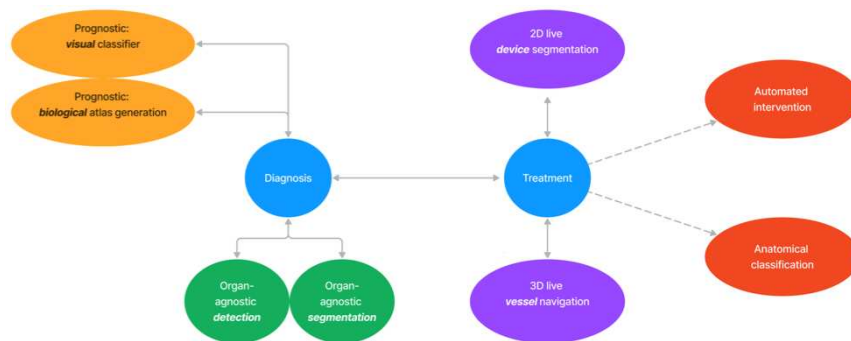 Prognostic:
visual classifier
Prognostic:
biological atlas generation
2D live
device segmentation
Automated
intervention
Diagnosis
Treatment
Organ-
agnostic
detection
Organ-
agnostic
segmentation
3D live
vessel navigation
Anatomical
classification